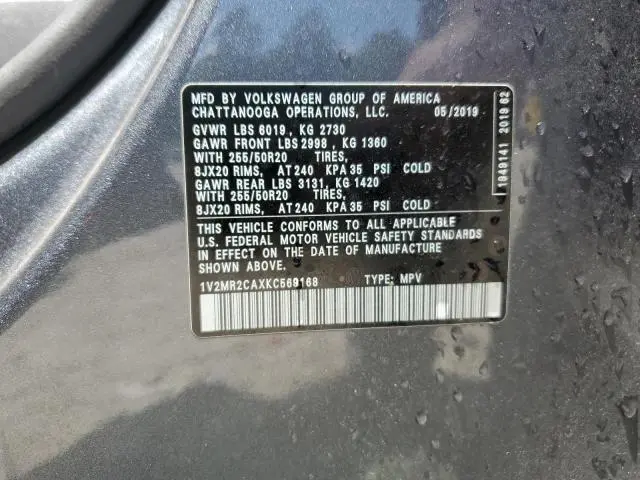 MFD BY VOLKSWAGEN GROUP OF AMERICA
CHATTANOOGA OPERATIONS, LLC. 05/2019
GVWR LBS 6019, KG 2730
GAWR FRONT LBS 2998, KG 1360
WITH 255/50R20 TIRES,
8JX20 RIMS, AT 240 KPA 35 PSI COLD
GAWR REAR LBS 3131, KG 1420
WITH 255/50R20 TIRES,
8JX20 RIMS, AT 240 KPA 35 PSI COLD
THIS VEHICLE CONFORMS TO ALL APPLICABLE
U.S. FEDERAL MOTOR VEHICLE SAFETY STANDARDS
IN EFFECT ON THE DATE OF MANUFACTURE
SHOWN ABOVE.
1V2MR2CAXKC569168 TYPE: MPV
1949141 2019 62